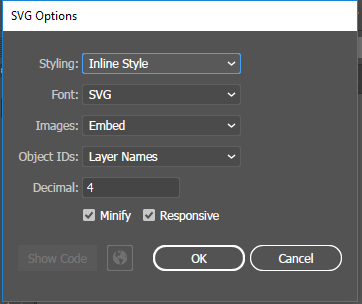 SVG Options
Styling: Inline Style
Font: SVG
Images: Embed
Object IDs: Layer Names
Decimal: 4
Minify Responsive
Show Code OK Cancel